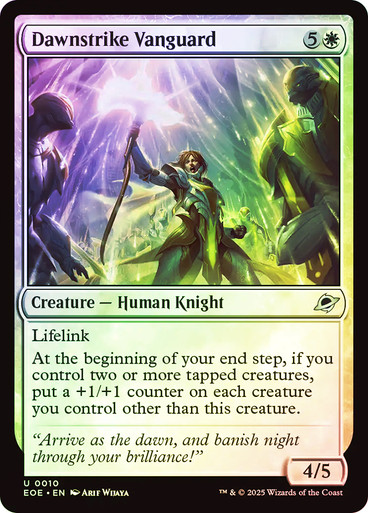 Dawnstrike Vanguard 5
Creature — Human Knight
Lifelink
At the beginning of your end step, if you
control two or more tapped creatures,
put a +1/+1 counter on each creature
you control other than this creature.
“Arrive as the dawn, and banish night
through your brilliance!”
4/5
U 0010
EOE • EN Arif Wijaya
™ & © 2025 Wizards of the Coast